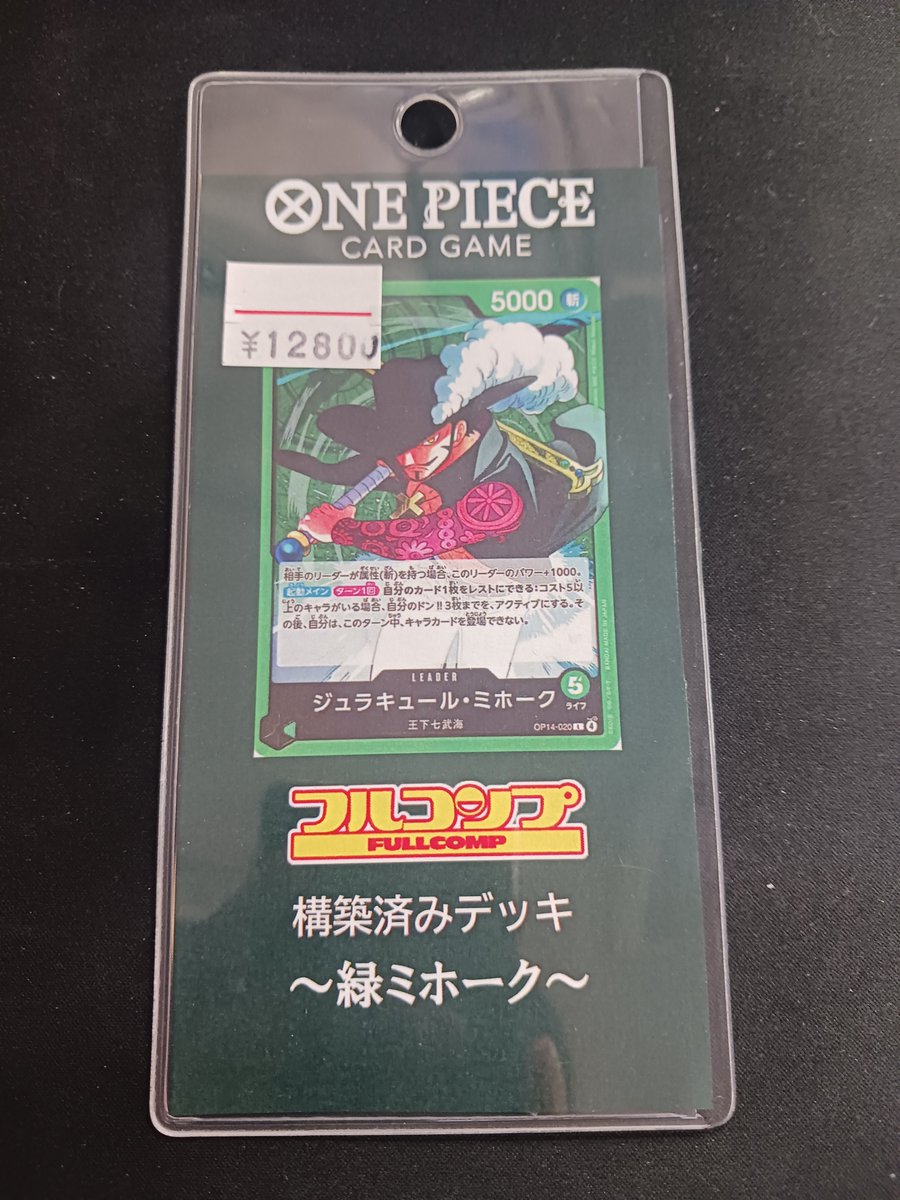 ONE PIECE
CARD GAME
¥12800
5000 斬
相手のリーダーが属性(斬)を持つ場合、このリーダーのパワー+1000。
起動メイン ターン1回 自分のカード1枚をレストにできる:コスト5以
上のキャラがいる場合、自分のドン!!3枚までを、アクティブにする。そ
の後、自分は、このターン中、キャラカードを登場できない。
BANDAI MADE IN JAPAN
LEADER
ジュラキュール・ミホーク
5
ライフ
王下七武海
OP14-020 L 4
フルコンプ
FULLCOMP
構築済みデッキ
~緑ミホーク~